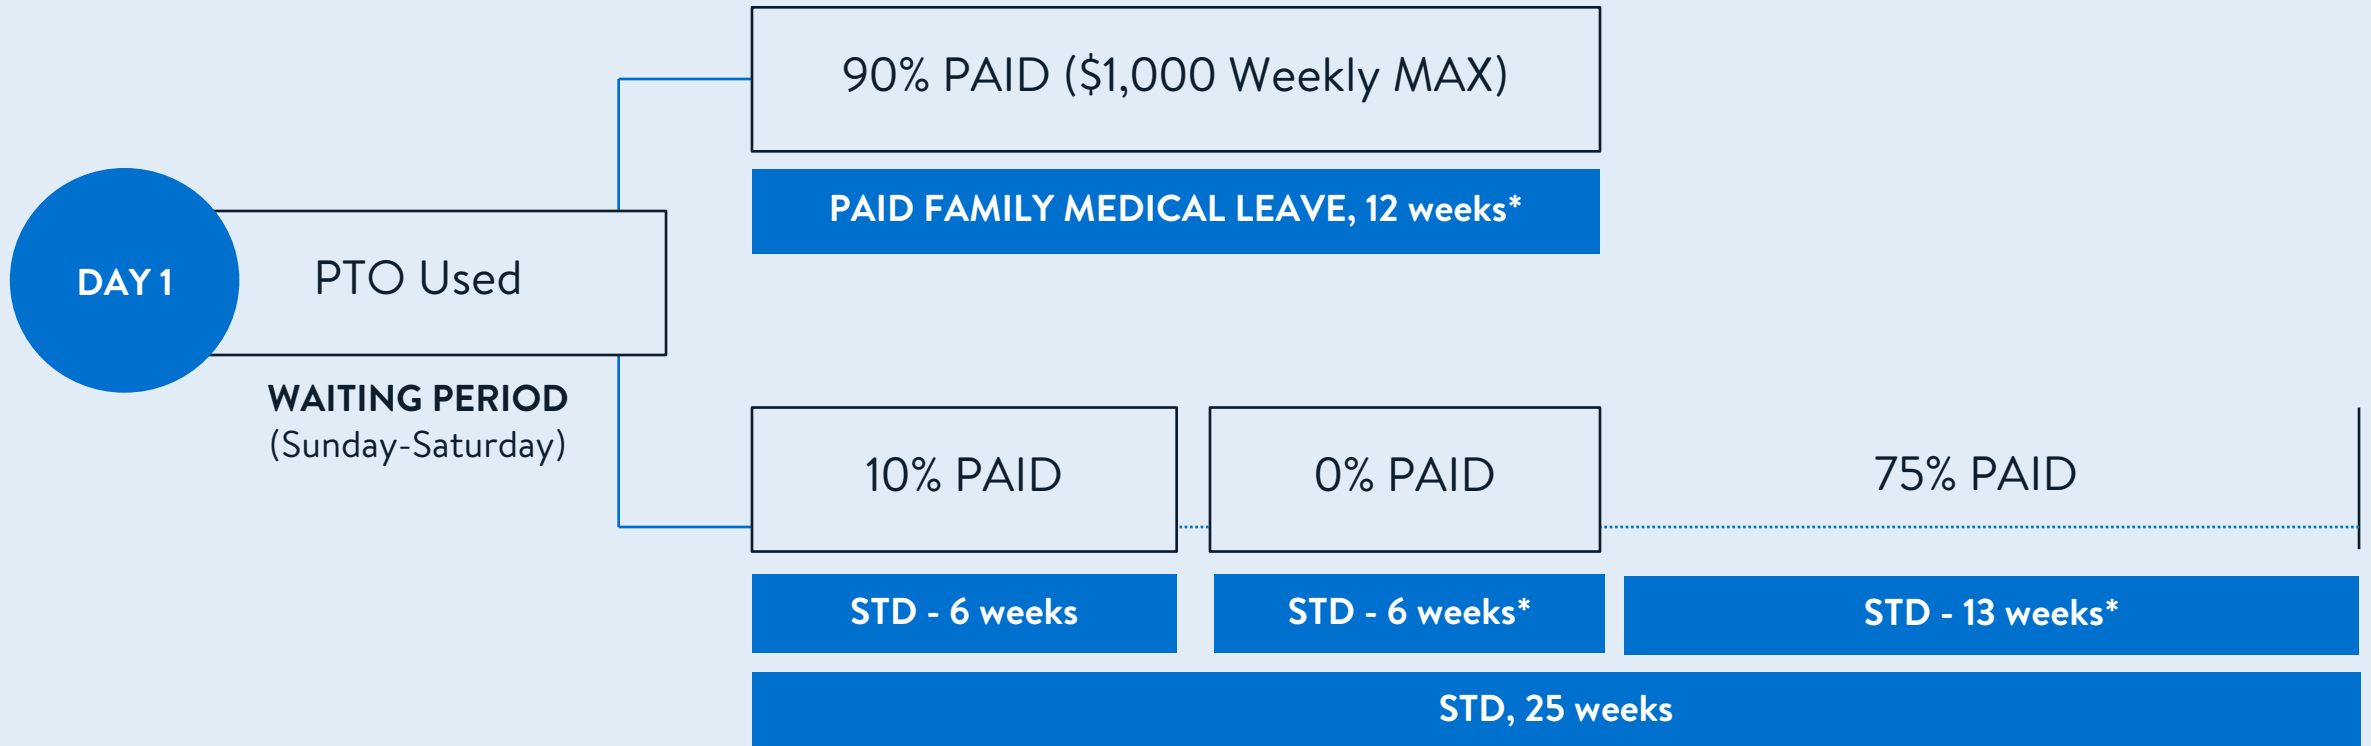 90% PAID ($1,000 Weekly MAX)
PAID FAMILY MEDICAL LEAVE, 12 weeks*
DAY 1
PTO Used
WAITING PERIOD
(Sunday-Saturday)
10% PAID
0% PAID
75% PAID
STD - 6 weeks
STD - 6 weeks*
STD - 13 weeks*
STD, 25 weeks